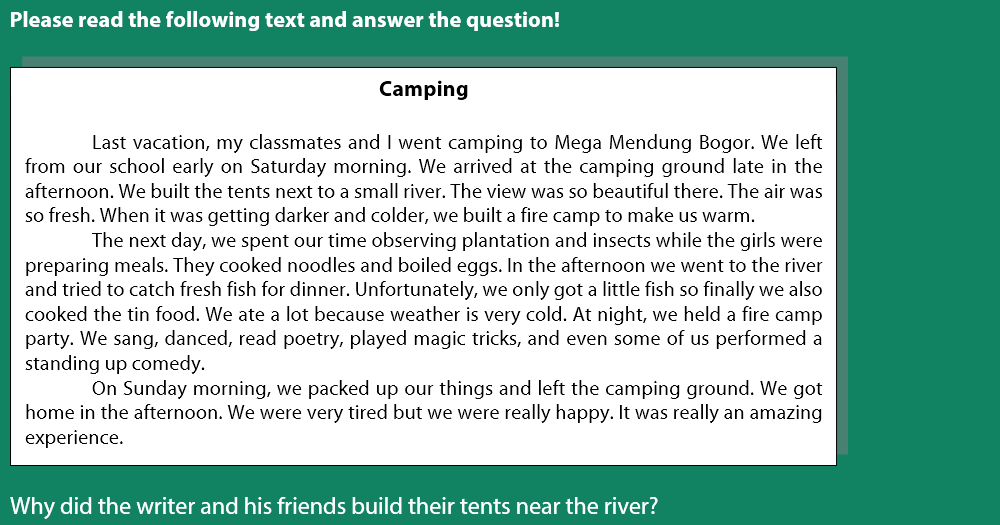 Please read the following text and answer the question!
Camping
Last vacation, my classmates and I went camping to Mega Mendung Bogor. We left
from our school early on Saturday morning. We arrived at the camping ground late in the
afternoon. We built the tents next to a small river. The view was so beautiful there. The air was
so fresh. When it was getting darker and colder, we built a fire camp to make us warm.
The next day, we spent our time observing plantation and insects while the girls were
preparing meals. They cooked noodles and boiled eggs. In the afternoon we went to the river
and tried to catch fresh fish for dinner. Unfortunately, we only got a little fish so finally we also
cooked the tin food. We ate a lot because weather is very cold. At night, we held a fire camp
party. We sang, danced, read poetry, played magic tricks, and even some of us performed a
standing up comedy.
On Sunday morning, we packed up our things and left the camping ground. We got
home in the afternoon. We were very tired but we were really happy. It was really an amazing
experience.
Why did the writer and his friends build their tents near the river?